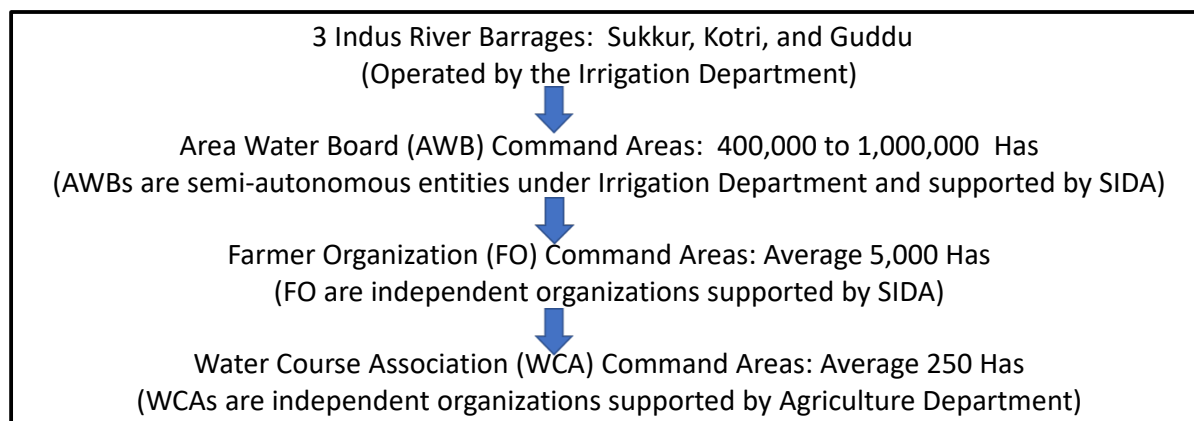 3 Indus River Barrages: Sukkur, Kotri, and Guddu
(Operated by the Irrigation Department)
Area Water Board (AWB) Command Areas: 400,000 to 1,000,000 Has
(AWBs are semi-autonomous entities under Irrigation Department and supported by SIDA)
Farmer Organization (FO) Command Areas: Average 5,000 Has
(FO are independent organizations supported by SIDA)
Water Course Association (WCA) Command Areas: Average 250 Has
(WCAs are independent organizations supported by Agriculture Department)